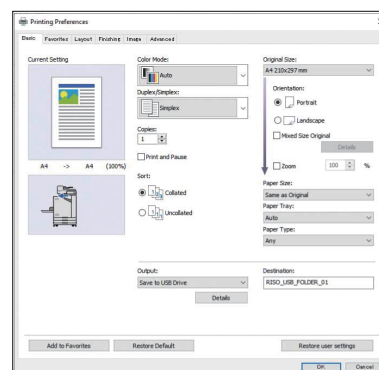 Printing Preferences
Basic Favorites Layout Finishing Image Advanced
Current Setting
A4 -> A4 (100%)
Color Mode:
Auto
Duplex/Simplex:
Simplex
Copies:
1
Print and Pause
Sort:
Collated
Uncollated
Original Size:
A4 210x297 mm
Orientation:
Portrait
Landscape
Mixed Size Original
Details
Zoom 100 %
Paper Size:
Same as Original
Paper Tray:
Auto
Paper Type:
Any
Output:
Save to USB Drive
Details
Destination:
RISO_USB_FOLDER_01
Add to Favorites Restore Default Restore user settings
OK Cancel